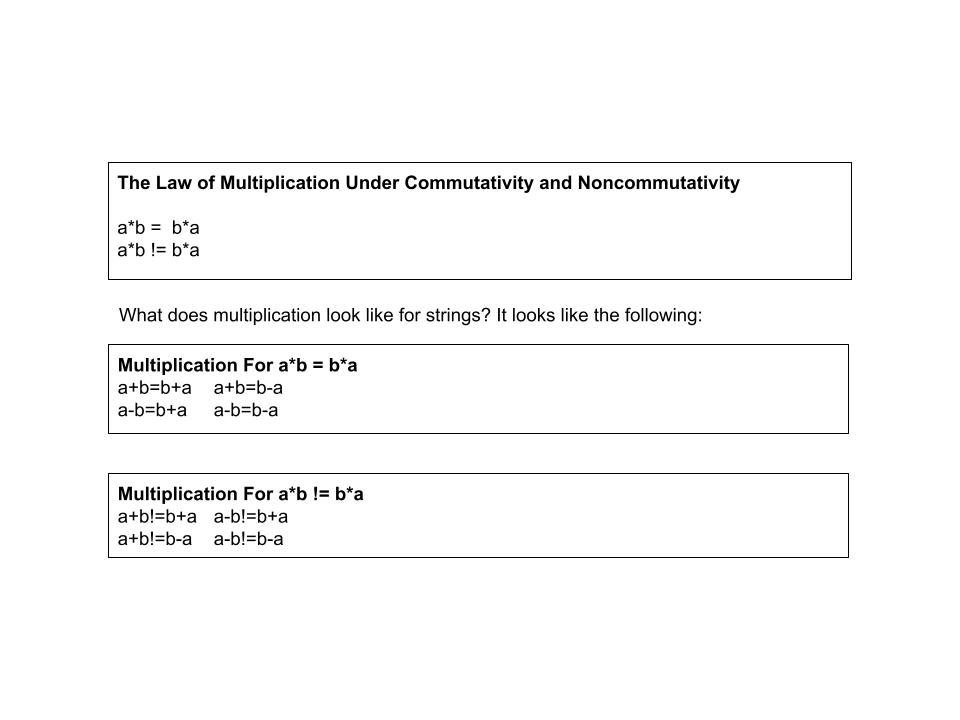 The Law of Multiplication Under Commutativity and Noncommutativity
a*b =  b*a
a*b != b*a
What does multiplication look like for strings? It looks like the following:
Multiplication For a*b = b*a
a+b=b+a    a+b=b-a
a-b=b+a     a-b=b-a
Multiplication For a*b != b*a
a+b!=b+a   a-b!=b+a
a+b!=b-a    a-b!=b-a